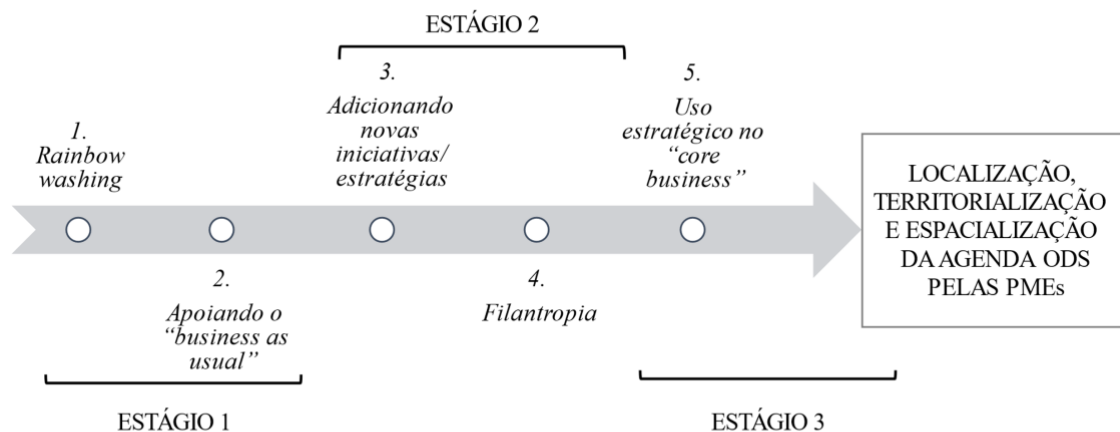 ESTÁGIO 2
1.
Rainbow
washing
3.
Adicionando
novas
iniciativas/
estratégias
5.
Uso
estratégico no
“core
business”
2.
Apoiando o
“business as
usual”
4.
Filantropia
LOCALIZAÇÃO,
TERRITORIALIZAÇÃO
E ESPACIALIZAÇÃO
DA AGENDA ODS
PELAS PMEs
ESTÁGIO 1
ESTÁGIO 3